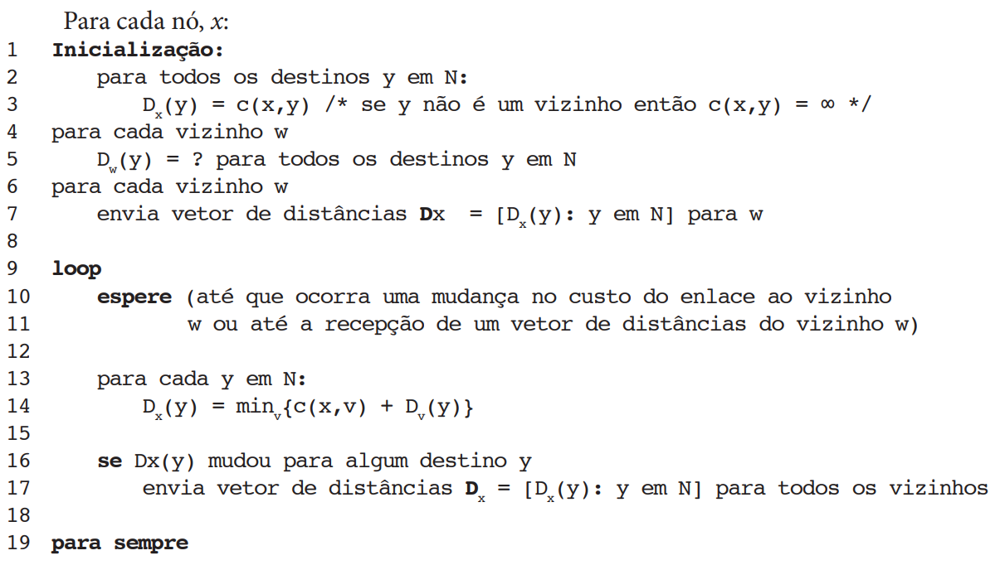 Para cada nó, x:
1 Inicialização:
2 para todos os destinos y em N:
3 Dx(y) = c(x,y) /* se y não é um vizinho então c(x,y) = ∞ */
4 para cada vizinho w
5 Dw(y) = ? para todos os destinos y em N
6 para cada vizinho w
7 envia vetor de distâncias Dx = [Dx(y): y em N] para w
8
9 loop
10 espere (até que ocorra uma mudança no custo do enlace ao vizinho
11 w ou até a recepção de um vetor de distâncias do vizinho w)
12
13 para cada y em N:
14 Dx(y) = minv{c(x,v) + Dv(y)}
15
16 se Dx(y) mudou para algum destino y
17 envia vetor de distâncias Dx = [Dx(y): y em N] para todos os vizinhos
18
19 para sempre